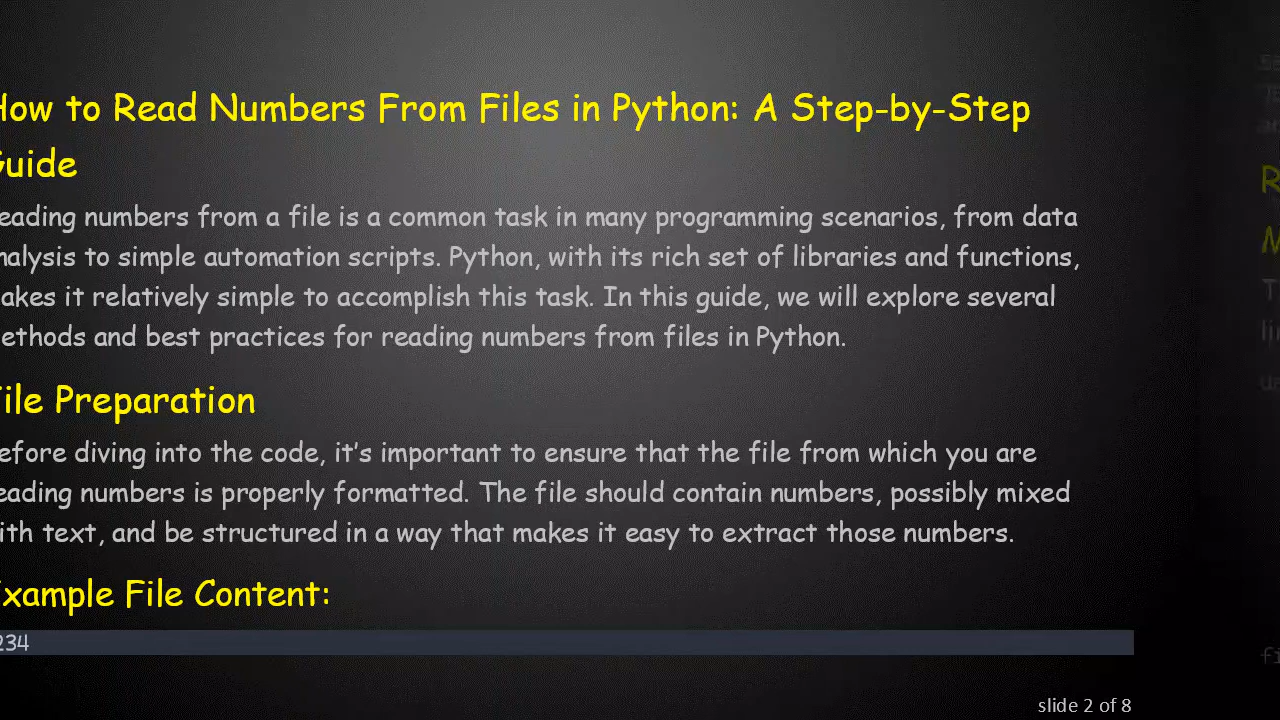 How to Read Numbers From Files in Python: A Step-by-Step
Guide
eading numbers from a file is a common task in many programming scenarios, from data
nalysis to simple automation scripts. Python, with its rich set of libraries and functions,
akes it relatively simple to accomplish this task. In this guide, we will explore several
ethods and best practices for reading numbers from files in Python.
File Preparation
efore diving into the code, it's important to ensure that the file from which you are
eading numbers is properly formatted. The file should contain numbers, possibly mixed
ith text, and be structured in a way that makes it easy to extract those numbers.
Example File Content:
234
slide 2 of 8